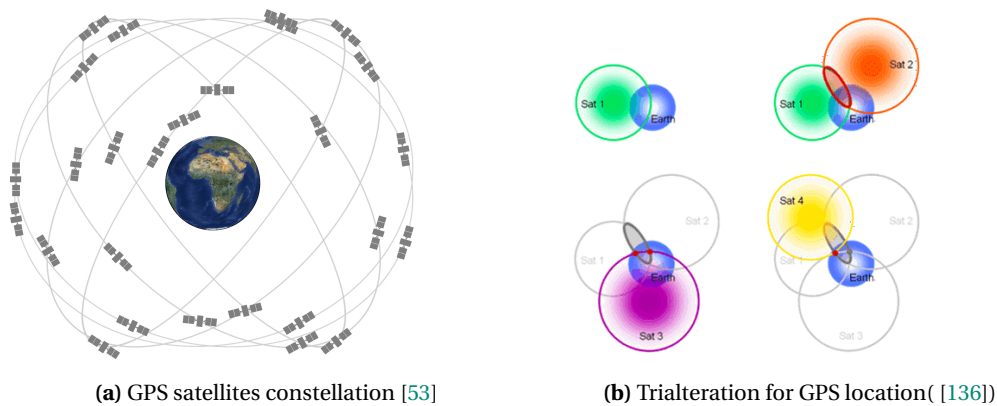 Sat 1
Earth
Sat 2
Sat 1
Earth
Sat 2
Sat 1
Earth
Sat 3
Sat 4
Sat 2
Sat 1
Earth
Sat 3
(a) GPS satellites constellation [53]
(b) Trialteration for GPS location( [136])